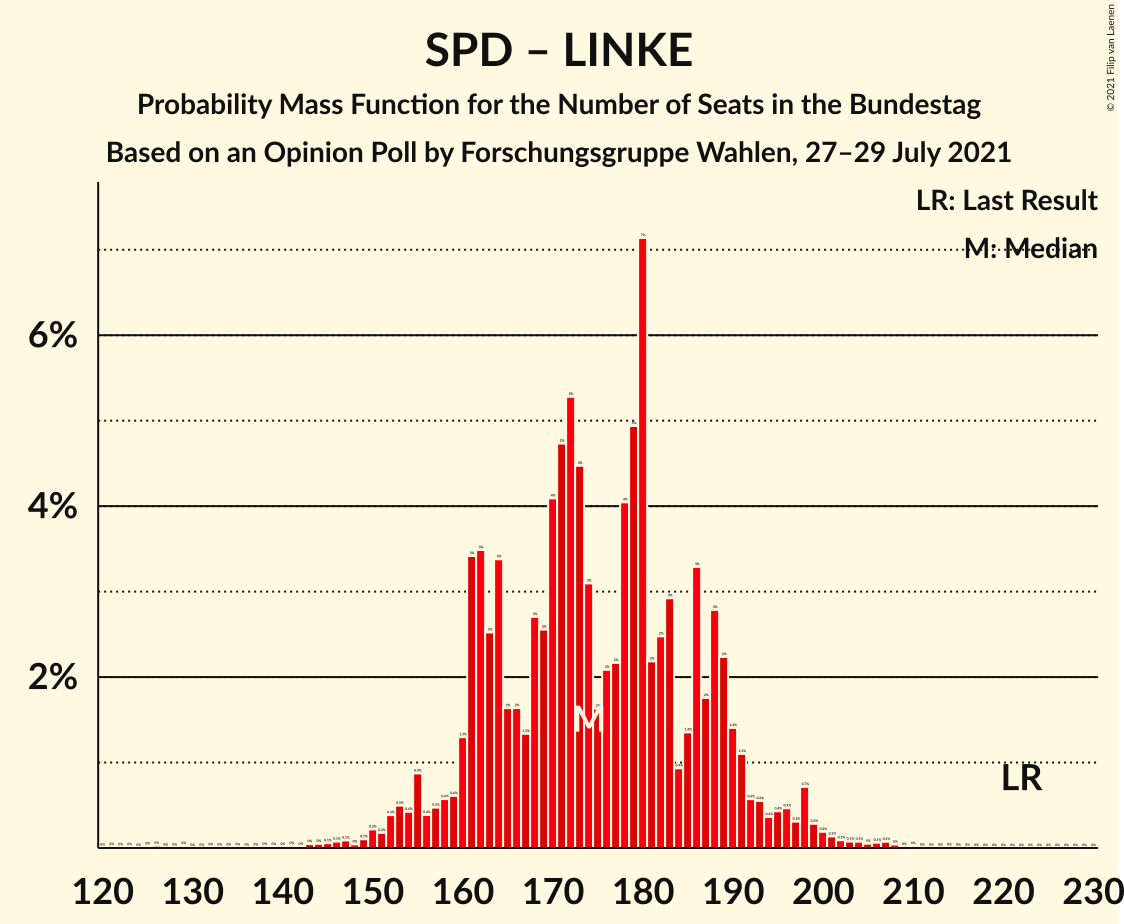 SPD – LINKE
Probability Mass Function for the Number of Seats in the Bundestag
Based on an Opinion Poll by Forschungsgruppe Wahlen, 27–29 July 2021
© 2021 Filip van Laenen
LR: Last Result
M: Median
6%
4%
2%
M
LR
120 130 140 150 160 170 180 190 200 210 220 230